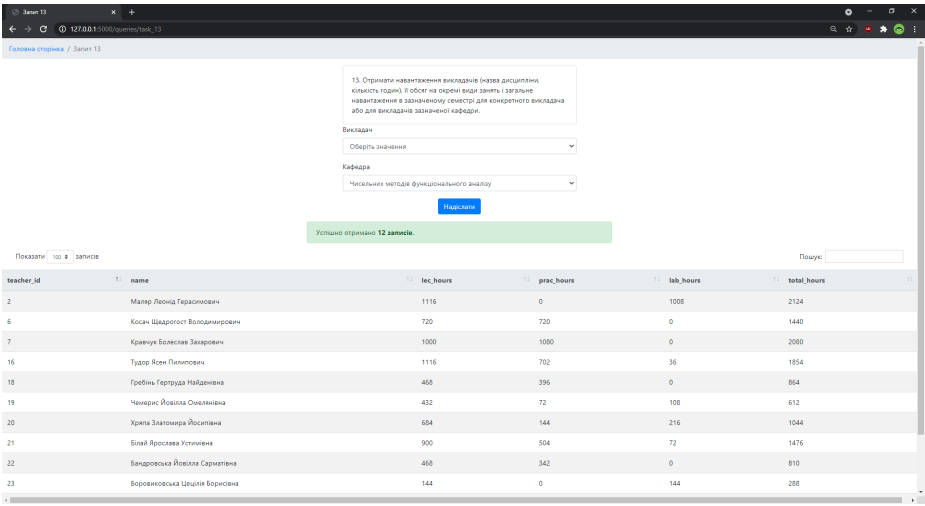 Запит 13
127.0.0.1:5000/queries/task_13
Головна сторінка / Запит 13
13. Отримати навантаження викладачів (назва дисципліни,
кількість годин), її обсяг на окремі види занять і загальне
навантаження в зазначеному семестрі для конкретного викладача
або для викладачів зазначеної кафедри.
Викладач
Оберіть значення
Кафедра
Чисельних методів функціонального аналізу
Надіслати
Успішно отримано 12 записів.
Показати 100 записів Пошук:
teacher_id name lec_hours prac_hours lab_hours total_hours
2 Маляр Леонід Герасимович 1116 0 1008 2124
6 Косач Щедрогост Володимирович 720 720 0 1440
7 Кравчук Болеслав Захарович 1000 1080 0 2080
16 Тудор Ясен Пилипович 1116 702 36 1854
18 Гребінь Гертруда Найденівна 468 396 0 864
19 Чемерис Йовілла Омелянівна 432 72 108 612
20 Хряпа Златомира Йосипівна 684 144 216 1044
21 Білай Ярослава Устимівна 900 504 72 1476
22 Бандровська Йовілла Сарматівна 468 342 0 810
23 Боровиковська Цецілія Борисівна 144 0 144 288